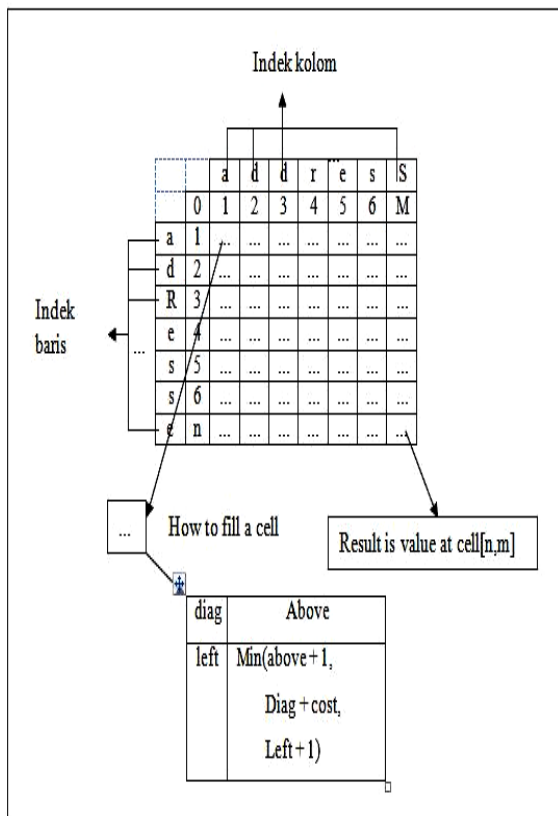 Indek kolom
...
a d d r e s S
0 1 2 3 4 5 6 M
a 1 ... ... ... ... ... ... ...
d 2 ... ... ... ... ... ... ...
R 3 ... ... ... ... ... ... ...
e 4 ... ... ... ... ... ... ...
s 5 ... ... ... ... ... ... ...
s 6 ... ... ... ... ... ... ...
e n ... ... ... ... ... ... ...
Indek
baris
...
...
How to fill a cell
Result is value at cell[n,m]
diag Above
left Min(above+1,
Diag+cost,
Left+1)